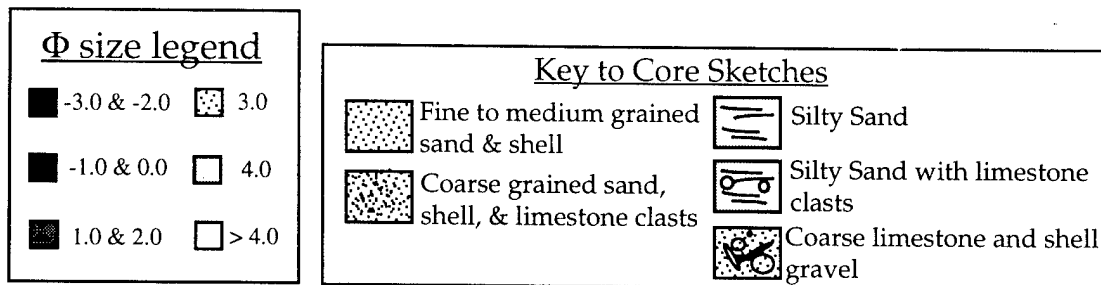 Φ size legend
-3.0 & -2.0
3.0
-1.0 & 0.0
4.0
1.0 & 2.0
> 4.0
Key to Core Sketches
Fine to medium grained
sand & shell
Coarse grained sand,
shell, & limestone clasts
Silty Sand
Silty Sand with limestone
clasts
Coarse limestone and shell
gravel